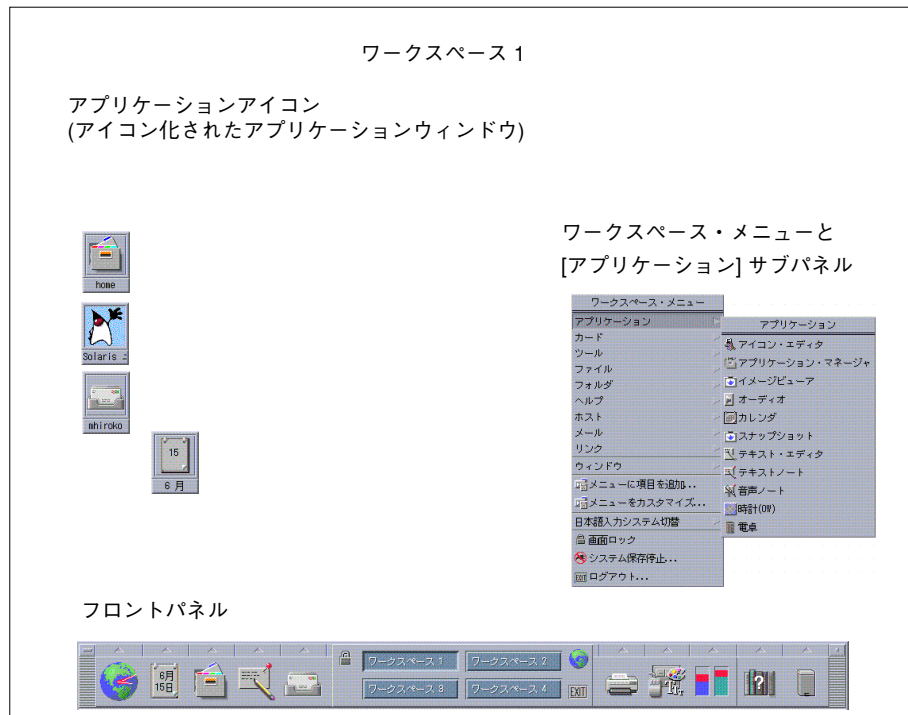 ワークスペース 1
アプリケーションアイコン
(アイコン化されたアプリケーションウィンドウ)
home
Solaris
mhiroko
15
6 月
ワークスペース・メニューと
[アプリケーション] サブパネル
ワークスペース・メニュー
アプリケーション
カード
ツール
ファイル
フォルダ
ヘルプ
ホスト
メール
リンク
ウィンドウ
メニューに項目を追加...
メニューをカスタマイズ...
日本語入力システム切替
画面ロック
システム保存停止...
EXIT ログアウト...
アプリケーション
アイコン・エディタ
アプリケーション・マネージャ
イメージビューア
オーディオ
カレンダ
スナップショット
テキスト・エディタ
テキストノート
音声ノート
時計(OW)
電卓
フロントパネル
6月
15日
ワークスペース 1
ワークスペース 2
ワークスペース 3
ワークスペース 4
EXIT